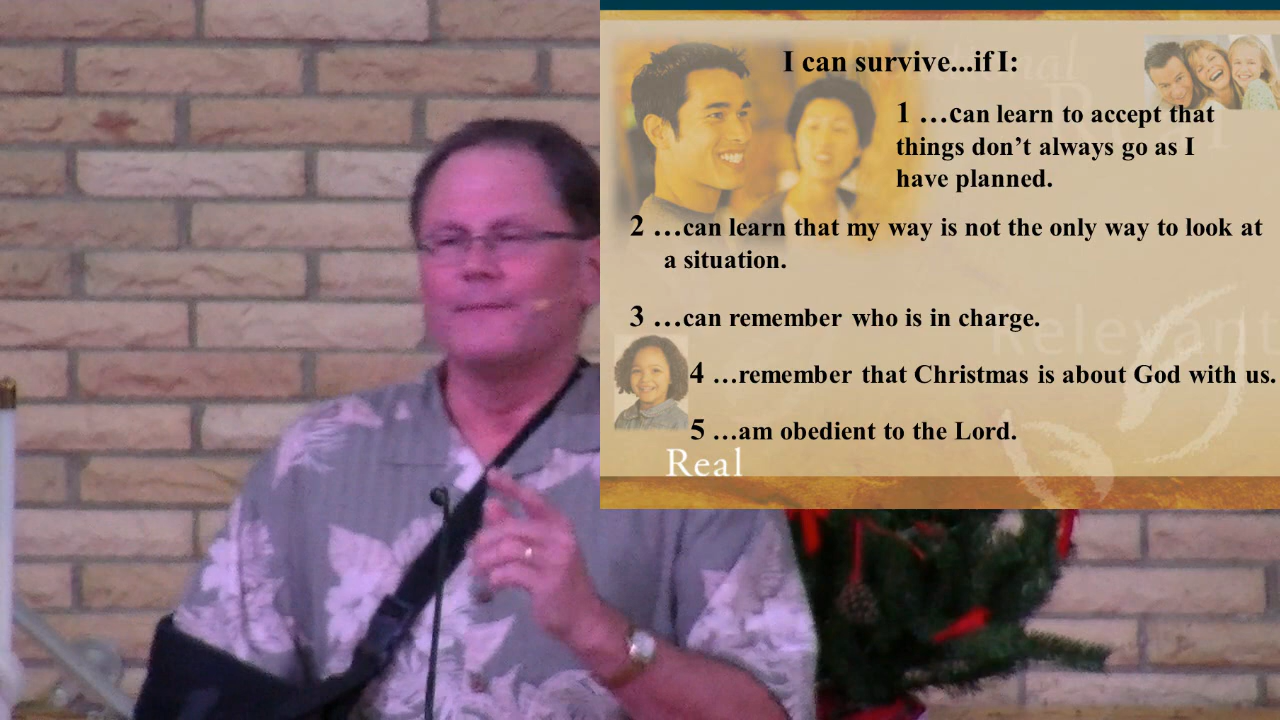 I can survive...if I:
1 …can learn to accept that
things don’t always go as I
have planned.
2 …can learn that my way is not the only way to look at
a situation.
3 …can remember who is in charge.
Relevant
4 …remember that Christmas is about God with us.
5 …am obedient to the Lord.
Real